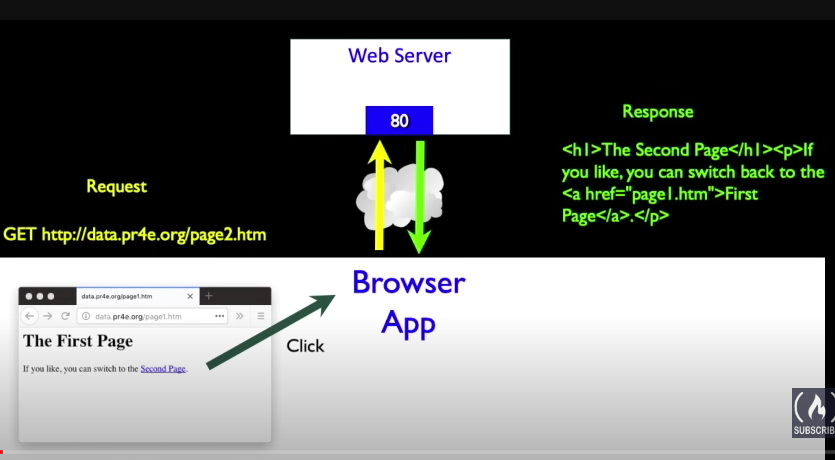 Web Server
80
Response
<h1>The Second Page</h1><p>If
you like, you can switch back to the
<a href="page1.htm">First
Page</a>.</p>
Request
GET http://data.pr4e.org/page2.htm
Browser
App
data.pr4e.org/page1.htm
data.pr4e.org/page1.htm
The First Page
If you like, you can switch to the Second Page.
Click
SUBSCRIB